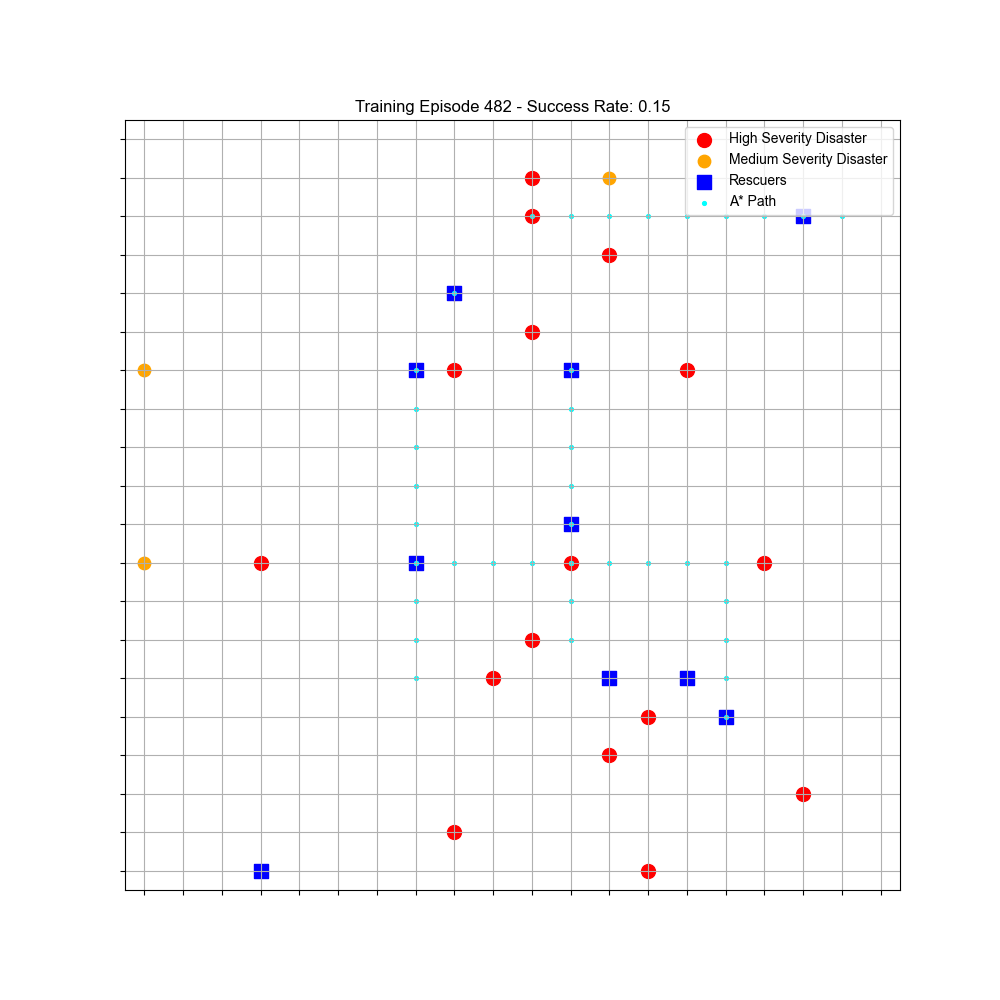 Training Episode 482 - Success Rate: 0.15
High Severity Disaster
Medium Severity Disaster
Rescuers
A* Path